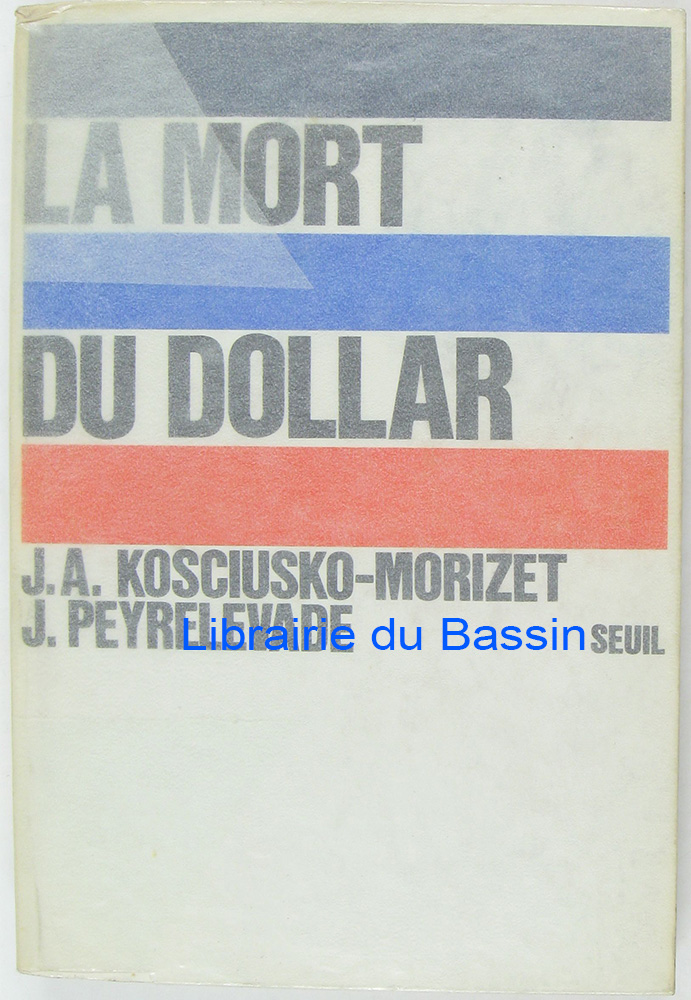 LA MORT
DU DOLLAR
J.A. KOSCIUSKO-MORIZET
J. PEYRELEVADE
Librairie du Bassin
SEUIL